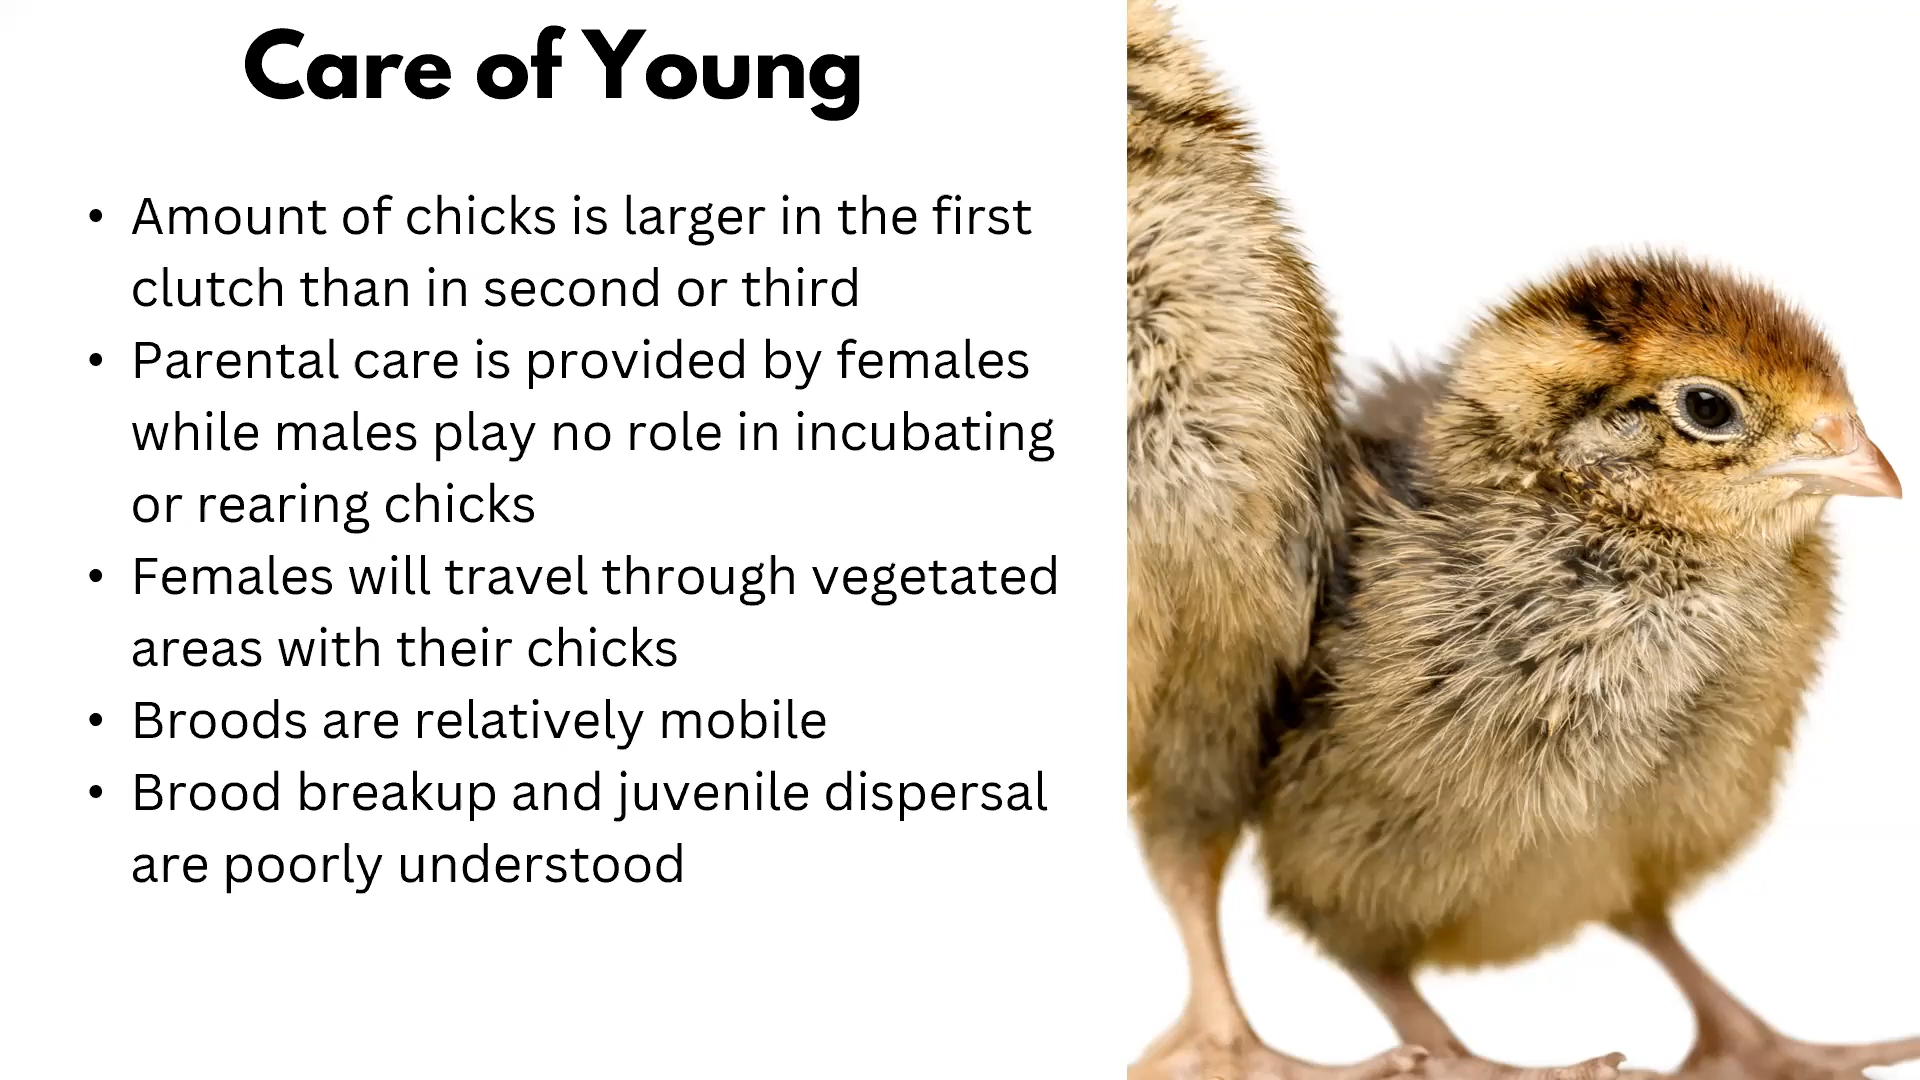 Care of Young
• Amount of chicks is larger in the first
clutch than in second or third
• Parental care is provided by females
while males play no role in incubating
or rearing chicks
• Females will travel through vegetated
areas with their chicks
• Broods are relatively mobile
• Brood breakup and juvenile dispersal
are poorly understood